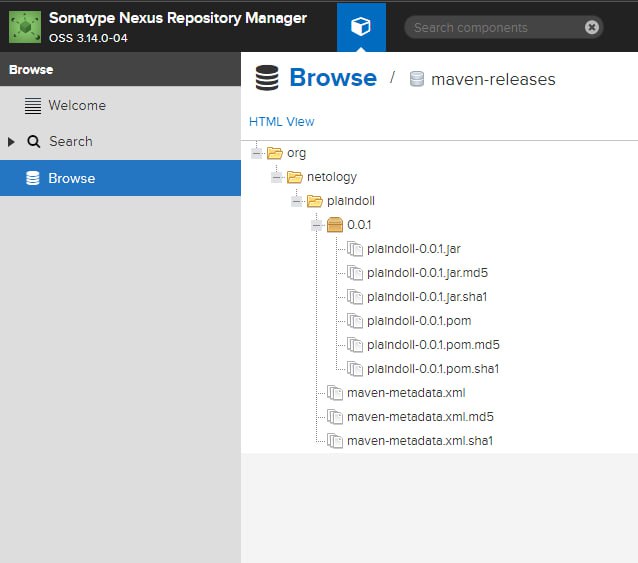 Sonatype Nexus Repository Manager
OSS 3.14.0-04
Search components
Browse
Welcome
Search
Browse
Browse / maven-releases
HTML View
org
netology
plaindoll
0.0.1
plaindoll-0.0.1.jar
plaindoll-0.0.1.jar.md5
plaindoll-0.0.1.jar.sha1
plaindoll-0.0.1.pom
plaindoll-0.0.1.pom.md5
plaindoll-0.0.1.pom.sha1
maven-metadata.xml
maven-metadata.xml.md5
maven-metadata.xml.sha1